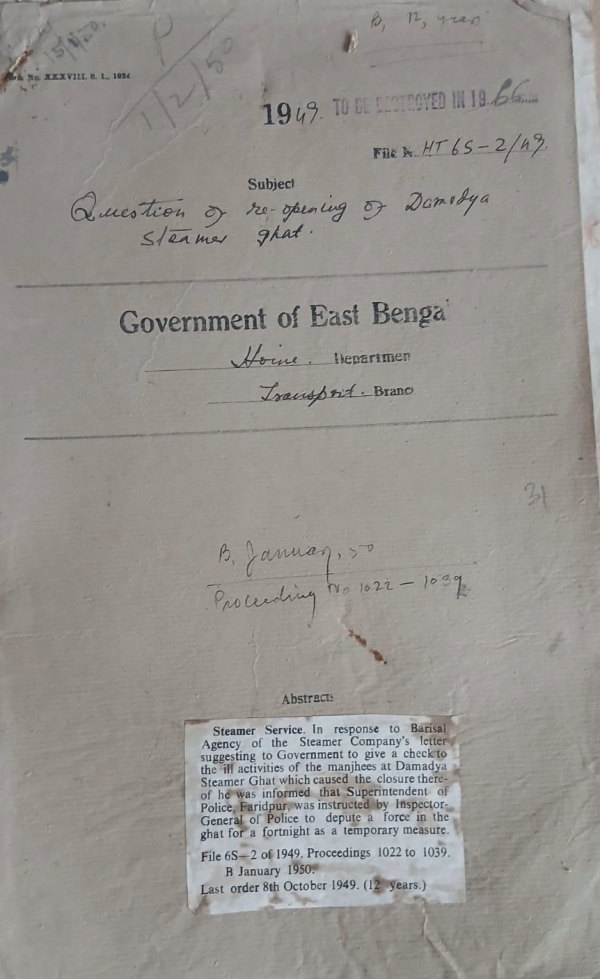 B, 12, years
15/1/50.
P
1/2/50
No. XXXVIII. B. L., 1924
1949. TO BE DESTROYED IN 1966
File No. HT 6S-2/49.
Subject
Question of re-opening of Damodya
Steamer ghat.
Government of East Benga
Home. Departmen
Transport. Branc
31
B, January, 50
Proceeding No 1022 - 1039
Abstract:
Steamer Service. In response to Barisal
Agency of the Steamer Company's letter
suggesting to Government to give a check to
the ill activities of the manjhees at Damadya
Steamer Ghat which caused the closure there-
of he was informed that Superintendent of
Police, Faridpur, was instructed by Inspector-
General of Police to depute a force in the
ghat for a fortnight as a temporary measure.
File 6S—2 of 1949. Proceedings 1022 to 1039.
B January 1950.
Last order 8th October 1949. (12 years.)